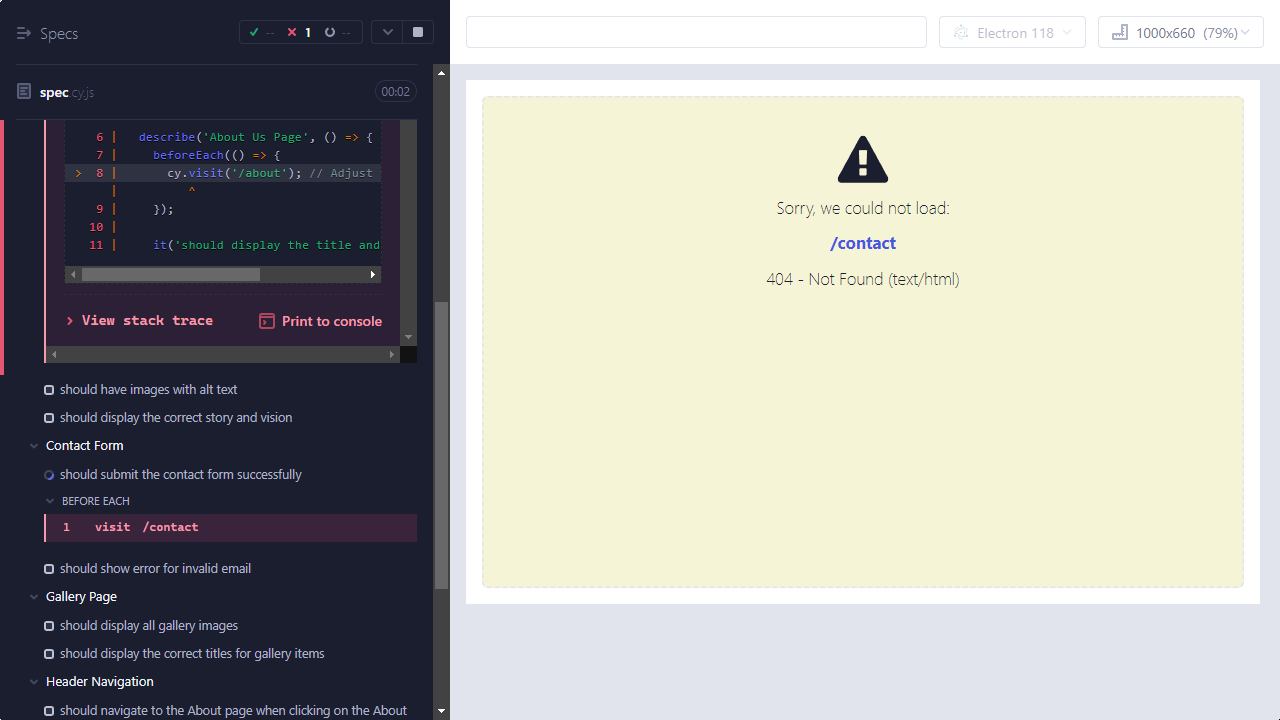 Specs
-- 1 --
Electron 118
1000x660 (79%)
spec.cy.js
00:02
6 | describe('About Us Page', () => {
7 | beforeEach(() => {
> 8 | cy.visit('/about'); // Adjust
| ^
9 | });
10 |
11 | it('should display the title and
View stack trace
Print to console
should have images with alt text
should display the correct story and vision
Contact Form
should submit the contact form successfully
BEFORE EACH
1 visit /contact
should show error for invalid email
Gallery Page
should display all gallery images
should display the correct titles for gallery items
Header Navigation
should navigate to the About page when clicking on the About
Sorry, we could not load:
/contact
404 - Not Found (text/html)